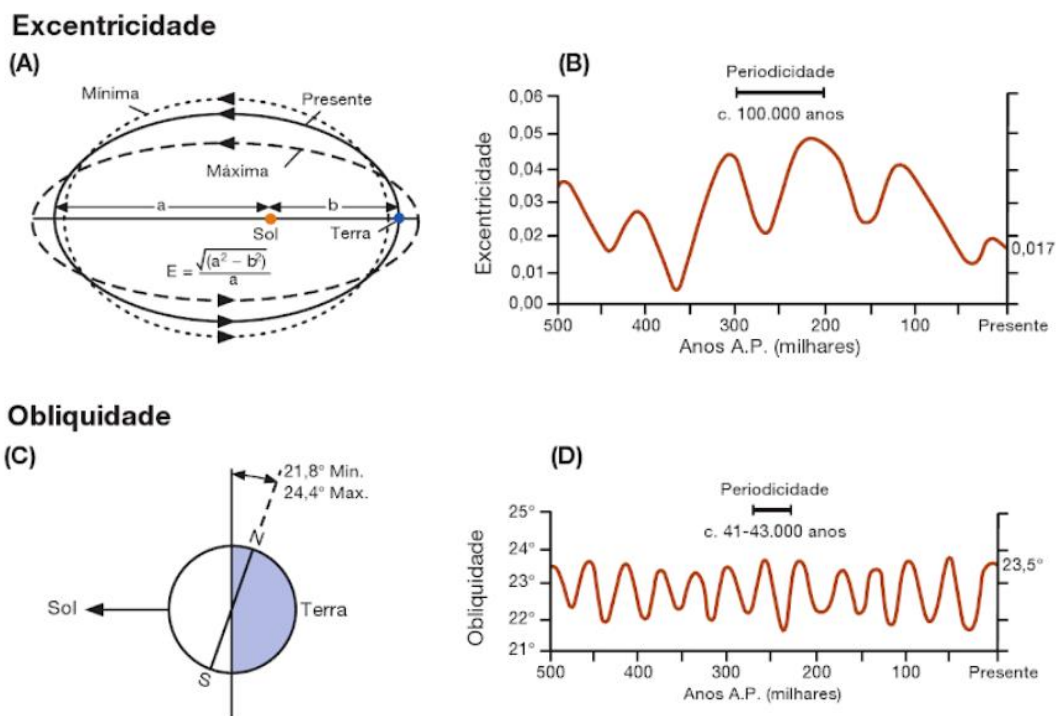 Excentricidade
(A)
Mínima
Presente
Máxima
a
b
Sol
Terra
E = √(a² – b²) / a
(B)
Periodicidade
c. 100.000 anos
Excentricidade
0,06
0,05
0,04
0,03
0,02
0,01
0,00
0,017
500
400
300
200
100
Presente
Anos A.P. (milhares)
Obliquidade
(C)
21,8° Min.
24,4° Max.
N
Sol
Terra
S
(D)
Periodicidade
c. 41-43.000 anos
Obliquidade
25°
24°
23°
22°
21°
23,5°
500
400
300
200
100
Presente
Anos A.P. (milhares)